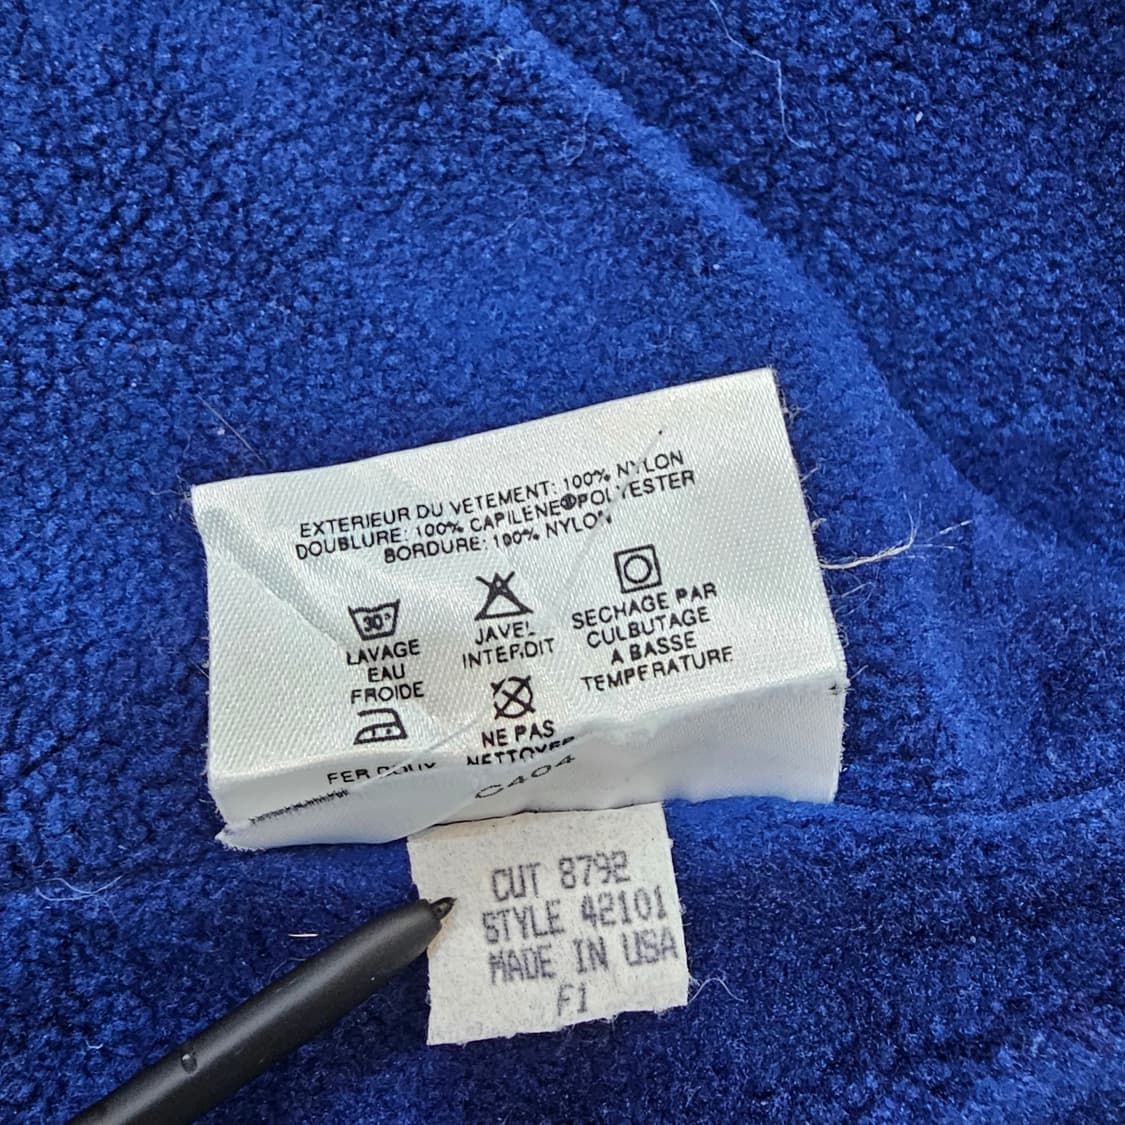 EXTERIEUR DU VETEMENT: 100% NYLON
DOUBLURE: 100% CAPILENE®POLYESTER
BORDURE: 100% NYLON
30°
LAVAGE
EAU
FROIDE
JAVEL
INTERDIT
SECHAGE PAR
CULBUTAGE
A BASSE
TEMPERATURE
FER DOUX
NE PAS
NETTOYER
C404
CUT 8792
STYLE 42101
MADE IN USA
F1